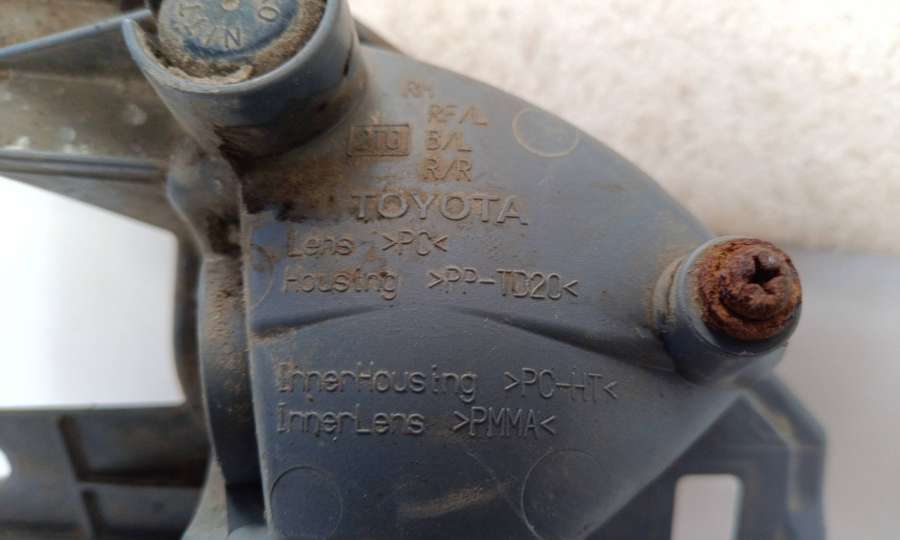 RH
RF/L
B/L
R/R
TOYOTA
Lens >PC<
Housing >PP-TD20<
InnerHousing >PC-HT<
InnerLens >PMMA<